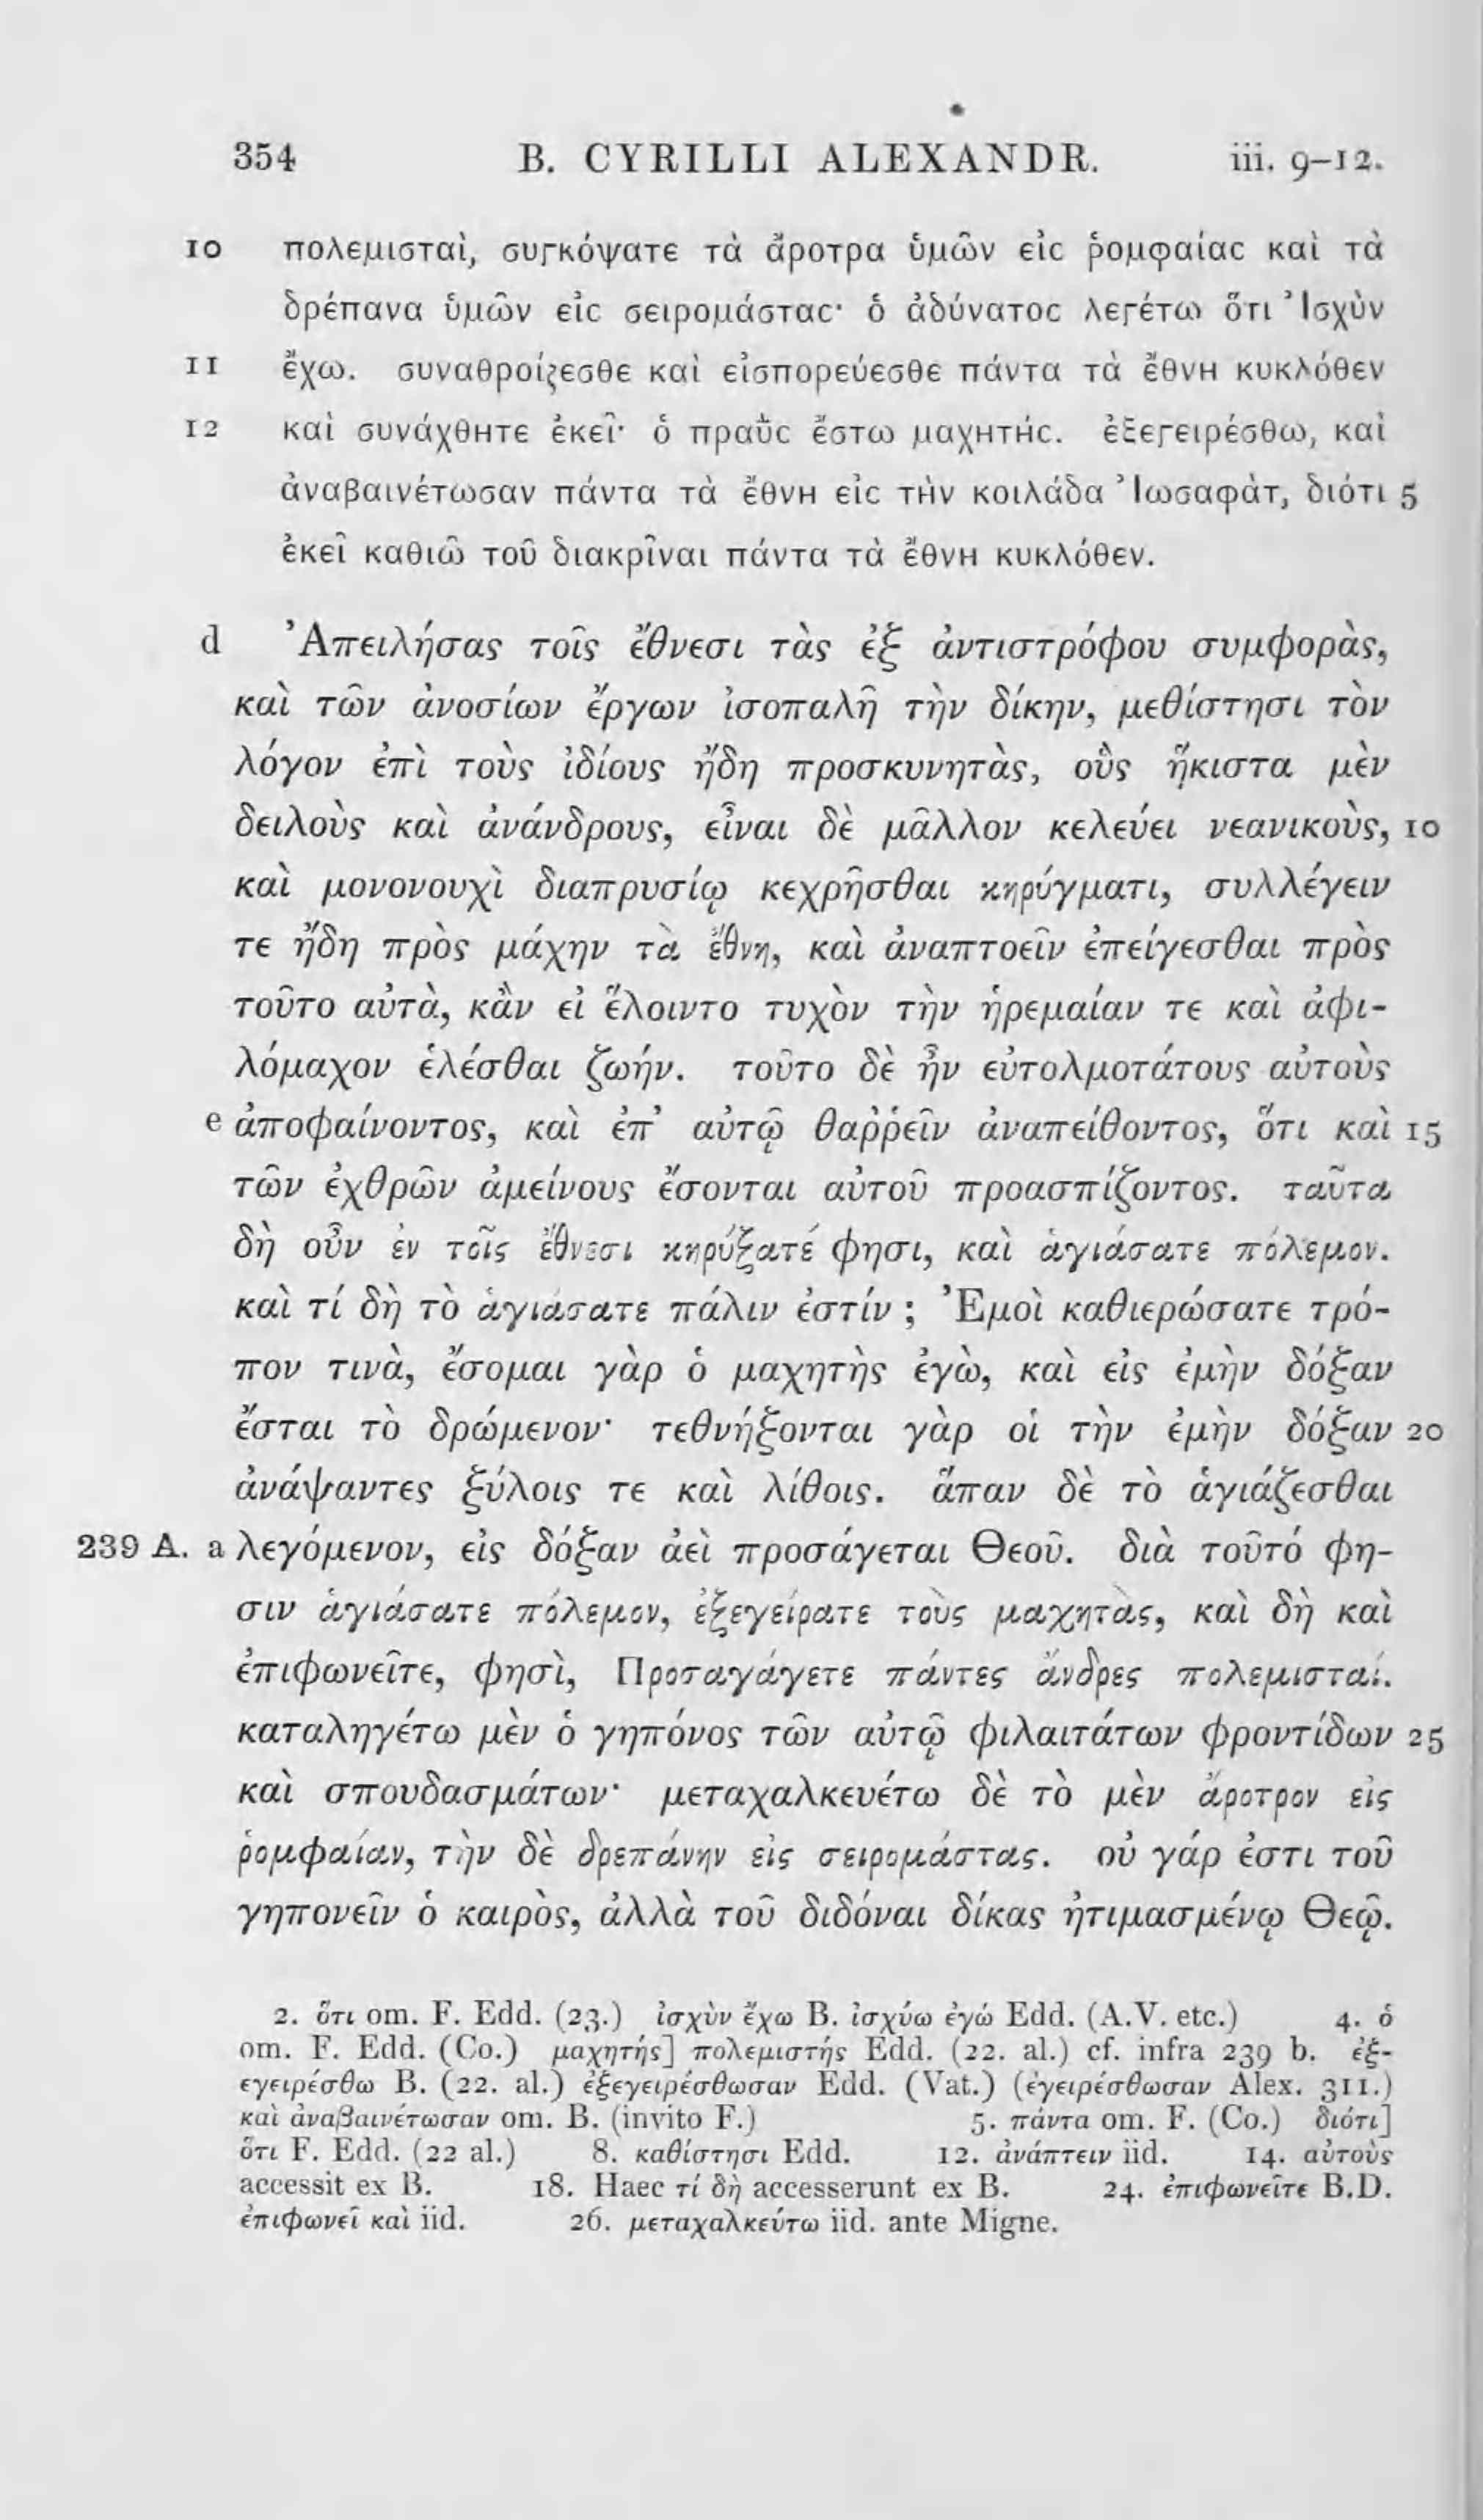 354 B. CYRILLI ALEXANDR. iii. 9–12.
10 πολεμισταὶ, συγκόψατε τὰ ἄροτρα ὑμῶν εἰς ῥομφαίας καὶ τὰ
δρέπανα ὑμῶν εἰς σειρομάστας· ὁ ἀδύνατος λεγέτω ὅτι Ἰσχὺν
11 ἔχω. συναθροίζεσθε καὶ εἰσπορεύεσθε πάντα τὰ ἔθνη κυκλόθεν
12 καὶ συνάχθητε ἐκεῖ· ὁ πραῢς ἔστω μαχητής. ἐξεγειρέσθω, καὶ
ἀναβαινέτωσαν πάντα τὰ ἔθνη εἰς τὴν κοιλάδα Ἰωσαφὰτ, διότι 5
ἐκεῖ καθιῶ τοῦ διακρῖναι πάντα τὰ ἔθνη κυκλόθεν.
d Ἀπειλήσας τοῖς ἔθνεσι τὰς ἐξ ἀντιστρόφου συμφορὰς,
καὶ τῶν ἀνοσίων ἔργων ἰσοπαλῆ τὴν δίκην, μεθίστησι τὸν
λόγον ἐπὶ τοὺς ἰδίους ἤδη προσκυνητὰς, οὓς ἥκιστα μὲν
δειλοὺς καὶ ἀνάνδρους, εἶναι δὲ μᾶλλον κελεύει νεανικοὺς, 10
καὶ μονονουχὶ διαπρυσίῳ κεχρῆσθαι κηρύγματι, συλλέγειν
τε ἤδη πρὸς μάχην τὰ ἔθνη, καὶ ἀναπτοεῖν ἐπείγεσθαι πρὸς
τοῦτο αὐτὰ, κἂν εἰ ἕλοιντο τυχὸν τὴν ἠρεμαίαν τε καὶ ἀφι-
λόμαχον ἑλέσθαι ζωήν. τοῦτο δὲ ἦν εὐτολμοτάτους αὐτοὺς
e ἀποφαίνοντος, καὶ ἐπ’ αὐτῷ θαῤῥεῖν ἀναπείθοντος, ὅτι καὶ 15
τῶν ἐχθρῶν ἀμείνους ἔσονται αὐτοῦ προασπίζοντος. ταῦτα
δὴ οὖν ἐν τοῖς ἔθνεσι κηρύξατέ φησι, καὶ ἁγιάσατε πόλεμον.
καὶ τί δὴ τὸ ἁγιάσατε πάλιν ἐστίν ; Ἐμοὶ καθιερώσατε τρό-
πον τινὰ, ἔσομαι γὰρ ὁ μαχητὴς ἐγὼ, καὶ εἰς ἐμὴν δόξαν
ἔσται τὸ δρώμενον· τεθνήξονται γὰρ οἱ τὴν ἐμὴν δόξαν 20
ἀνάψαντες ξύλοις τε καὶ λίθοις. ἅπαν δὲ τὸ ἁγιάζεσθαι
239 A. a λεγόμενον, εἰς δόξαν ἀεὶ προσάγεται Θεοῦ. διὰ τοῦτό φη-
σιν ἁγιάσατε πόλεμον, ἐξεγείρατε τοὺς μαχητὰς, καὶ δὴ καὶ
ἐπιφωνεῖτε, φησὶ, Προσαγάγετε πάντες ἄνδρες πολεμισταί.
καταληγέτω μὲν ὁ γηπόνος τῶν αὐτῷ φιλαιτάτων φροντίδων 25
καὶ σπουδασμάτων· μεταχαλκευέτω δὲ τὸ μὲν ἄροτρον εἰς
ῥομφαίαν, τὴν δὲ δρεπάνην εἰς σειρομάστας. οὐ γάρ ἐστι τοῦ
γηπονεῖν ὁ καιρὸς, ἀλλὰ τοῦ διδόναι δίκας ἠτιμασμένῳ Θεῷ.
2. ὅτι om. F. Edd. (23.) ἰσχὺν ἔχω B. ἰσχύω ἐγώ Edd. (A.V. etc.) 4. ὁ
om. F. Edd. (Co.) μαχητής] πολεμιστής Edd. (22. al.) cf. infra 239 b. ἐξ-
εγειρέσθω B. (22. al.) ἐξεγειρέσθωσαν Edd. (Vat.) (ἐγειρέσθωσαν Alex. 311.)
καὶ ἀναβαινέτωσαν om. B. (invito F.) 5. πάντα om. F. (Co.) διότι]
ὅτι F. Edd. (22 al.) 8. καθίστησι Edd. 12. ἀνάπτειν iid. 14. αὐτοὺς
accessit ex B. 18. Haec τί δὴ accesserunt ex B. 24. ἐπιφωνεῖτε B.D.
ἐπιφωνεῖ καὶ iid. 26. μεταχαλκεύτω iid. ante Migne.